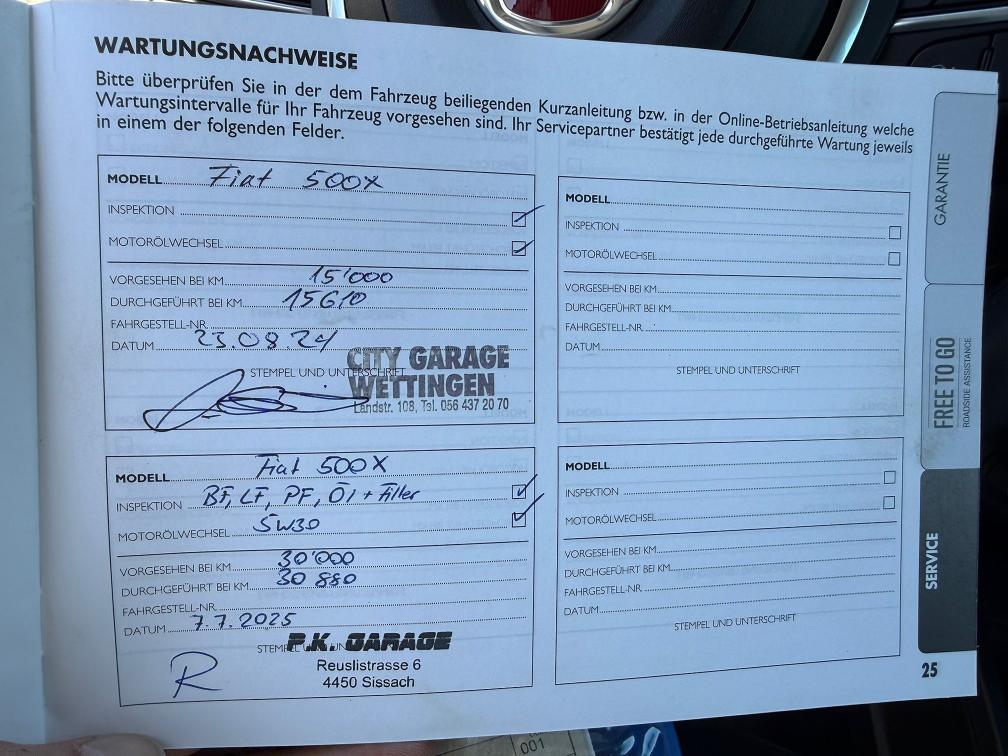 WARTUNGSNACHWEISE
Bitte überprüfen Sie in der dem Fahrzeug beiliegenden Kurzanleitung bzw. in der Online-Betriebsanleitung welche
Wartungsintervalle für Ihr Fahrzeug vorgesehen sind. Ihr Servicepartner bestätigt jede durchgeführte Wartung jeweils
in einem der folgenden Felder.
MODELL Fiat 500X
INSPEKTION
MOTORÖLWECHSEL
VORGESEHEN BEI KM 15'000
DURCHGEFÜHRT BEI KM 15610
FAHRGESTELL-NR.
DATUM 23.08.24
STEMPEL UND UNTERSCHRIFT
CITY GARAGE
WETTINGEN
Landstr. 108, Tel. 056 437 20 70
MODELL Fiat 500X
INSPEKTION BF, LF, PF, Öl + Filler
MOTORÖLWECHSEL 5W30
VORGESEHEN BEI KM 30'000
DURCHGEFÜHRT BEI KM 30 880
FAHRGESTELL-NR.
DATUM 7.7.2025
P.K. GARAGE
Reuslistrasse 6
4450 Sissach
R
MODELL
INSPEKTION
MOTORÖLWECHSEL
VORGESEHEN BEI KM
DURCHGEFÜHRT BEI KM
FAHRGESTELL-NR.
DATUM
STEMPEL UND UNTERSCHRIFT
MODELL
INSPEKTION
MOTORÖLWECHSEL
VORGESEHEN BEI KM
DURCHGEFÜHRT BEI KM
FAHRGESTELL-NR.
DATUM
STEMPEL UND UNTERSCHRIFT
GARANTIE
FREE TO GO
ROADSIDE ASSISTANCE
SERVICE
25
001